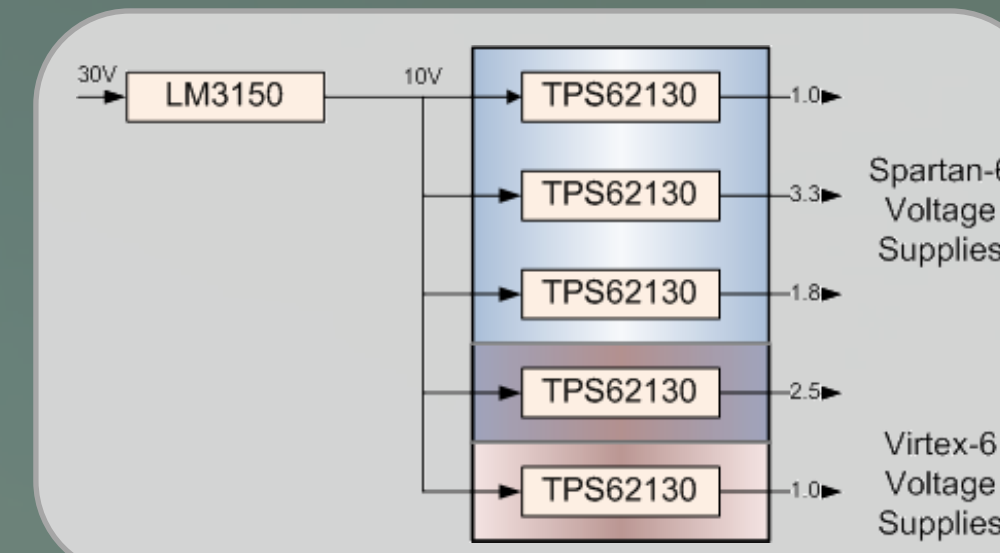 30V
LM3150
10V
TPS62130
1.0
TPS62130
3.3
TPS62130
1.8
TPS62130
2.5
TPS62130
1.0
Spartan-6
Voltage
Supplies
Virtex-6
Voltage
Supplies